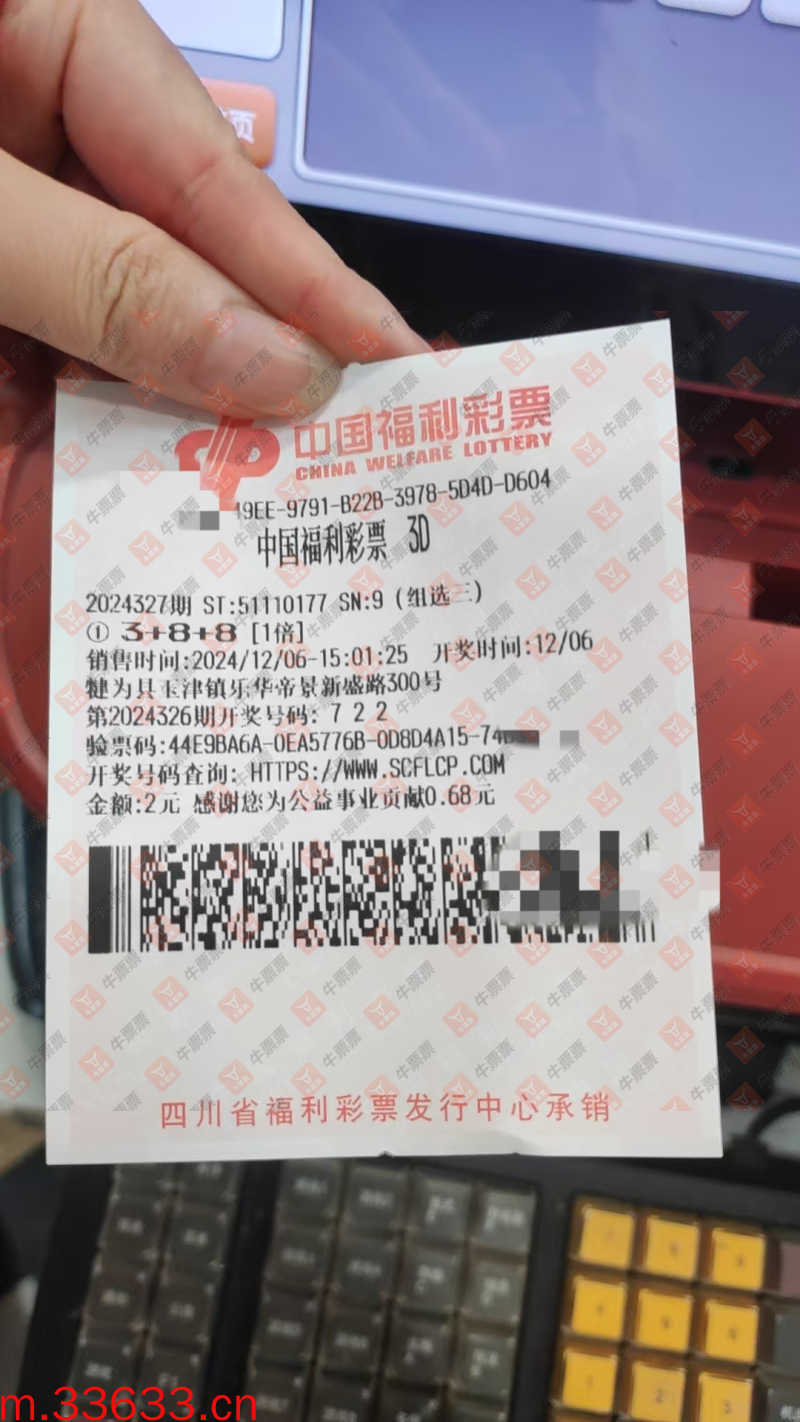 页
中国福利彩票
CHINA WELFARE LOTTERY
49EE-9791-B22B-3978-5D4D-D604
中国福利彩票 3D
2024327期 ST:51110177 SN:9 (组选三)
① 3+8+8 [1倍]
销售时间:2024/12/06-15:01:25 开奖时间:12/06
犍为县玉津镇乐华帝景新盛路300号
第2024326期开奖号码: 7 2 2
验票码:44E9BA6A-0EA5776B-0D8D4A15-74
开奖号码查询: HTTPS://WWW.SCFLCP.COM
金额:2元 感谢您为公益事业贡献0.68元
四川省福利彩票发行中心承销
牛票票
m.33633.cn